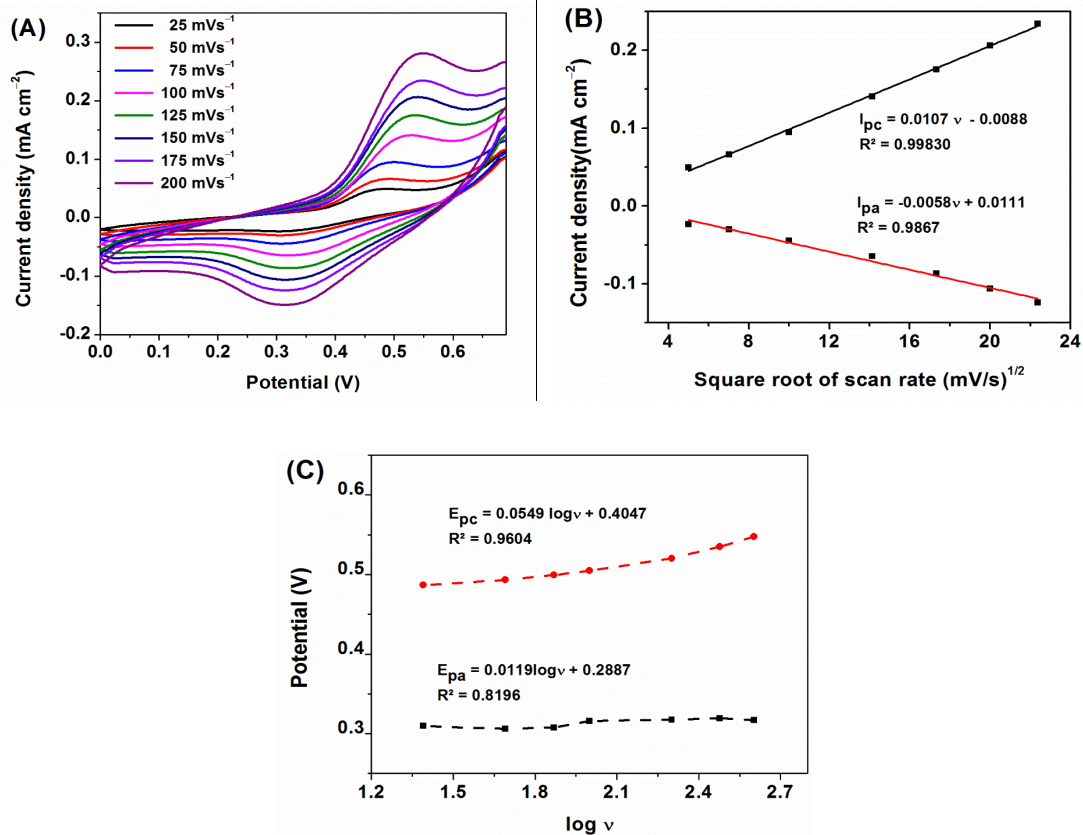 (A)
25 mVs⁻¹
50 mVs⁻¹
75 mVs⁻¹
100 mVs⁻¹
125 mVs⁻¹
150 mVs⁻¹
175 mVs⁻¹
200 mVs⁻¹
0.3
0.2
0.1
0.0
-0.1
-0.2
Current density (mA cm⁻²)
0.0 0.1 0.2 0.3 0.4 0.5 0.6
Potential (V)
(B)
0.2
0.1
0.0
-0.1
Current density(mA cm⁻²)
Ipc = 0.0107 ν - 0.0088
R² = 0.99830
Ipa = -0.0058ν + 0.0111
R² = 0.9867
4 8 12 16 20 24
Square root of scan rate (mV/s)¹/²
(C)
0.6
0.5
0.4
0.3
Potential (V)
Epc = 0.0549 logν + 0.4047
R² = 0.9604
Epa = 0.0119logν + 0.2887
R² = 0.8196
1.2 1.5 1.8 2.1 2.4 2.7
log ν